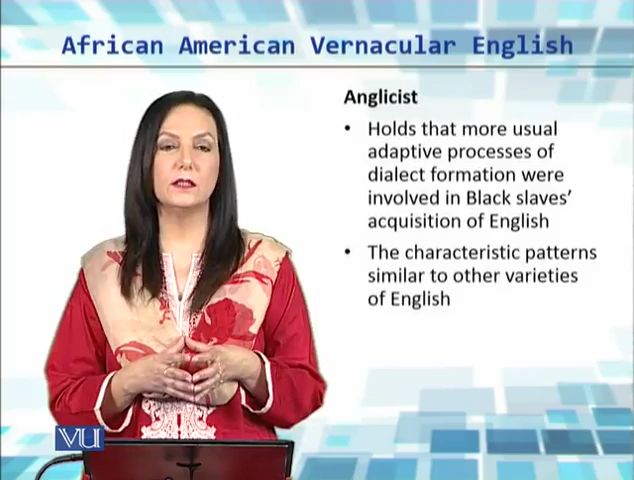 African American Vernacular English
Anglicist
• Holds that more usual
adaptive processes of
dialect formation were
involved in Black slaves’
acquisition of English
• The characteristic patterns
similar to other varieties
of English
VU